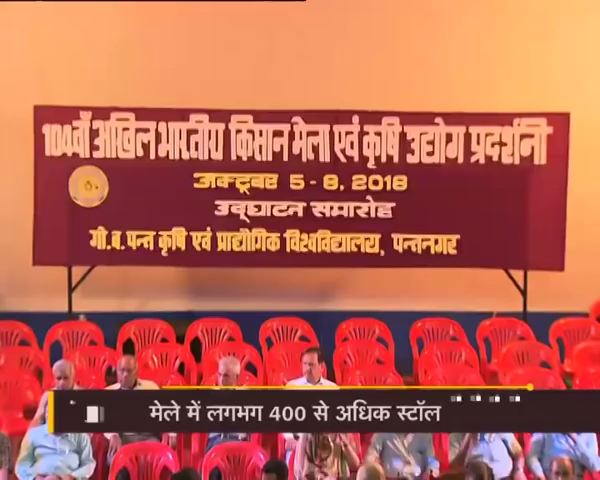 104वाँ अखिल भारतीय किसान मेला एवं कृषि उद्योग प्रदर्शनी
अक्टूबर 5 - 8, 2018
उद्घाटन समारोह
गो.ब. पन्त कृषि एवं प्रौद्योगिक विश्वविद्यालय, पन्तनगर
मेले में लगभग 400 से अधिक स्टॉल